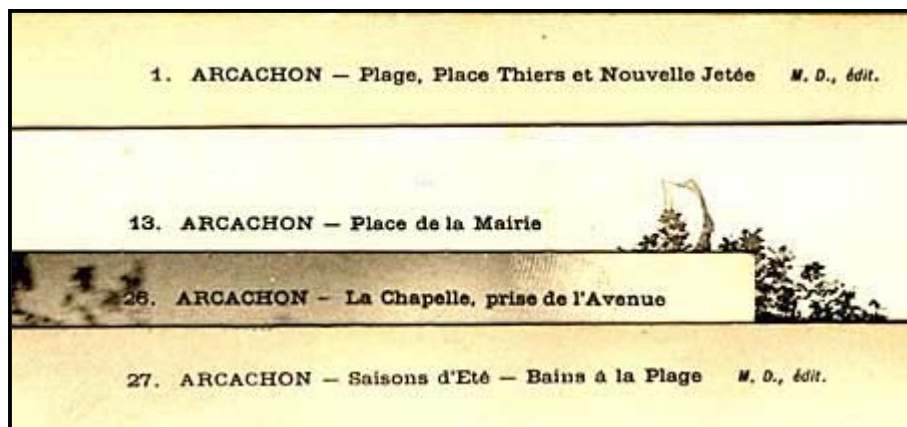 1. ARCACHON — Plage, Place Thiers et Nouvelle Jetée M. D., édit.
13. ARCACHON — Place de la Mairie
26. ARCACHON - La Chapelle, prise de l'Avenue
27. ARCACHON — Saisons d'Eté — Bains á la Plage M. D., édit.